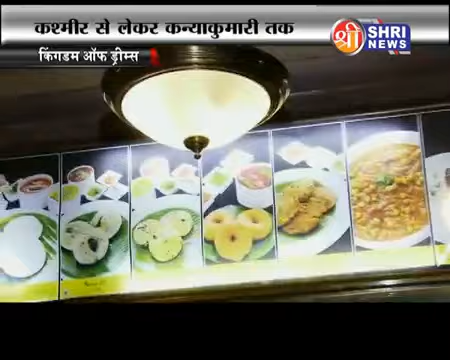 कश्मीर से लेकर कन्याकुमारी तक
श्री SHRI NEWS
किंगडम ऑफ ड्रीम्स